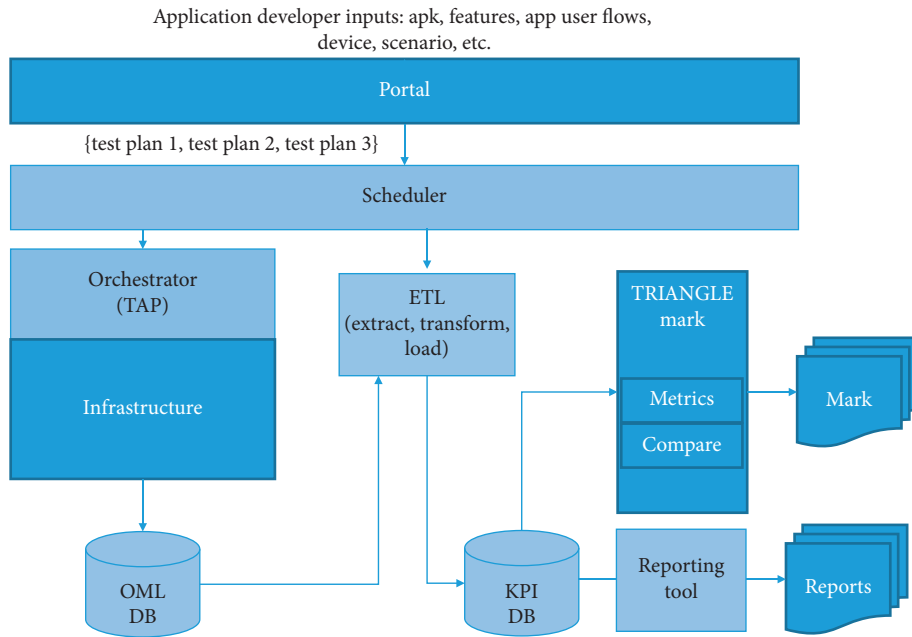 Application developer inputs: apk, features, app user flows,
device, scenario, etc.
Portal
{test plan 1, test plan 2, test plan 3}
Scheduler
Orchestrator
(TAP)
Infrastructure
OML
DB
ETL
(extract, transform,
load)
KPI
DB
TRIANGLE
mark
Metrics
Compare
Mark
Reporting
tool
Reports